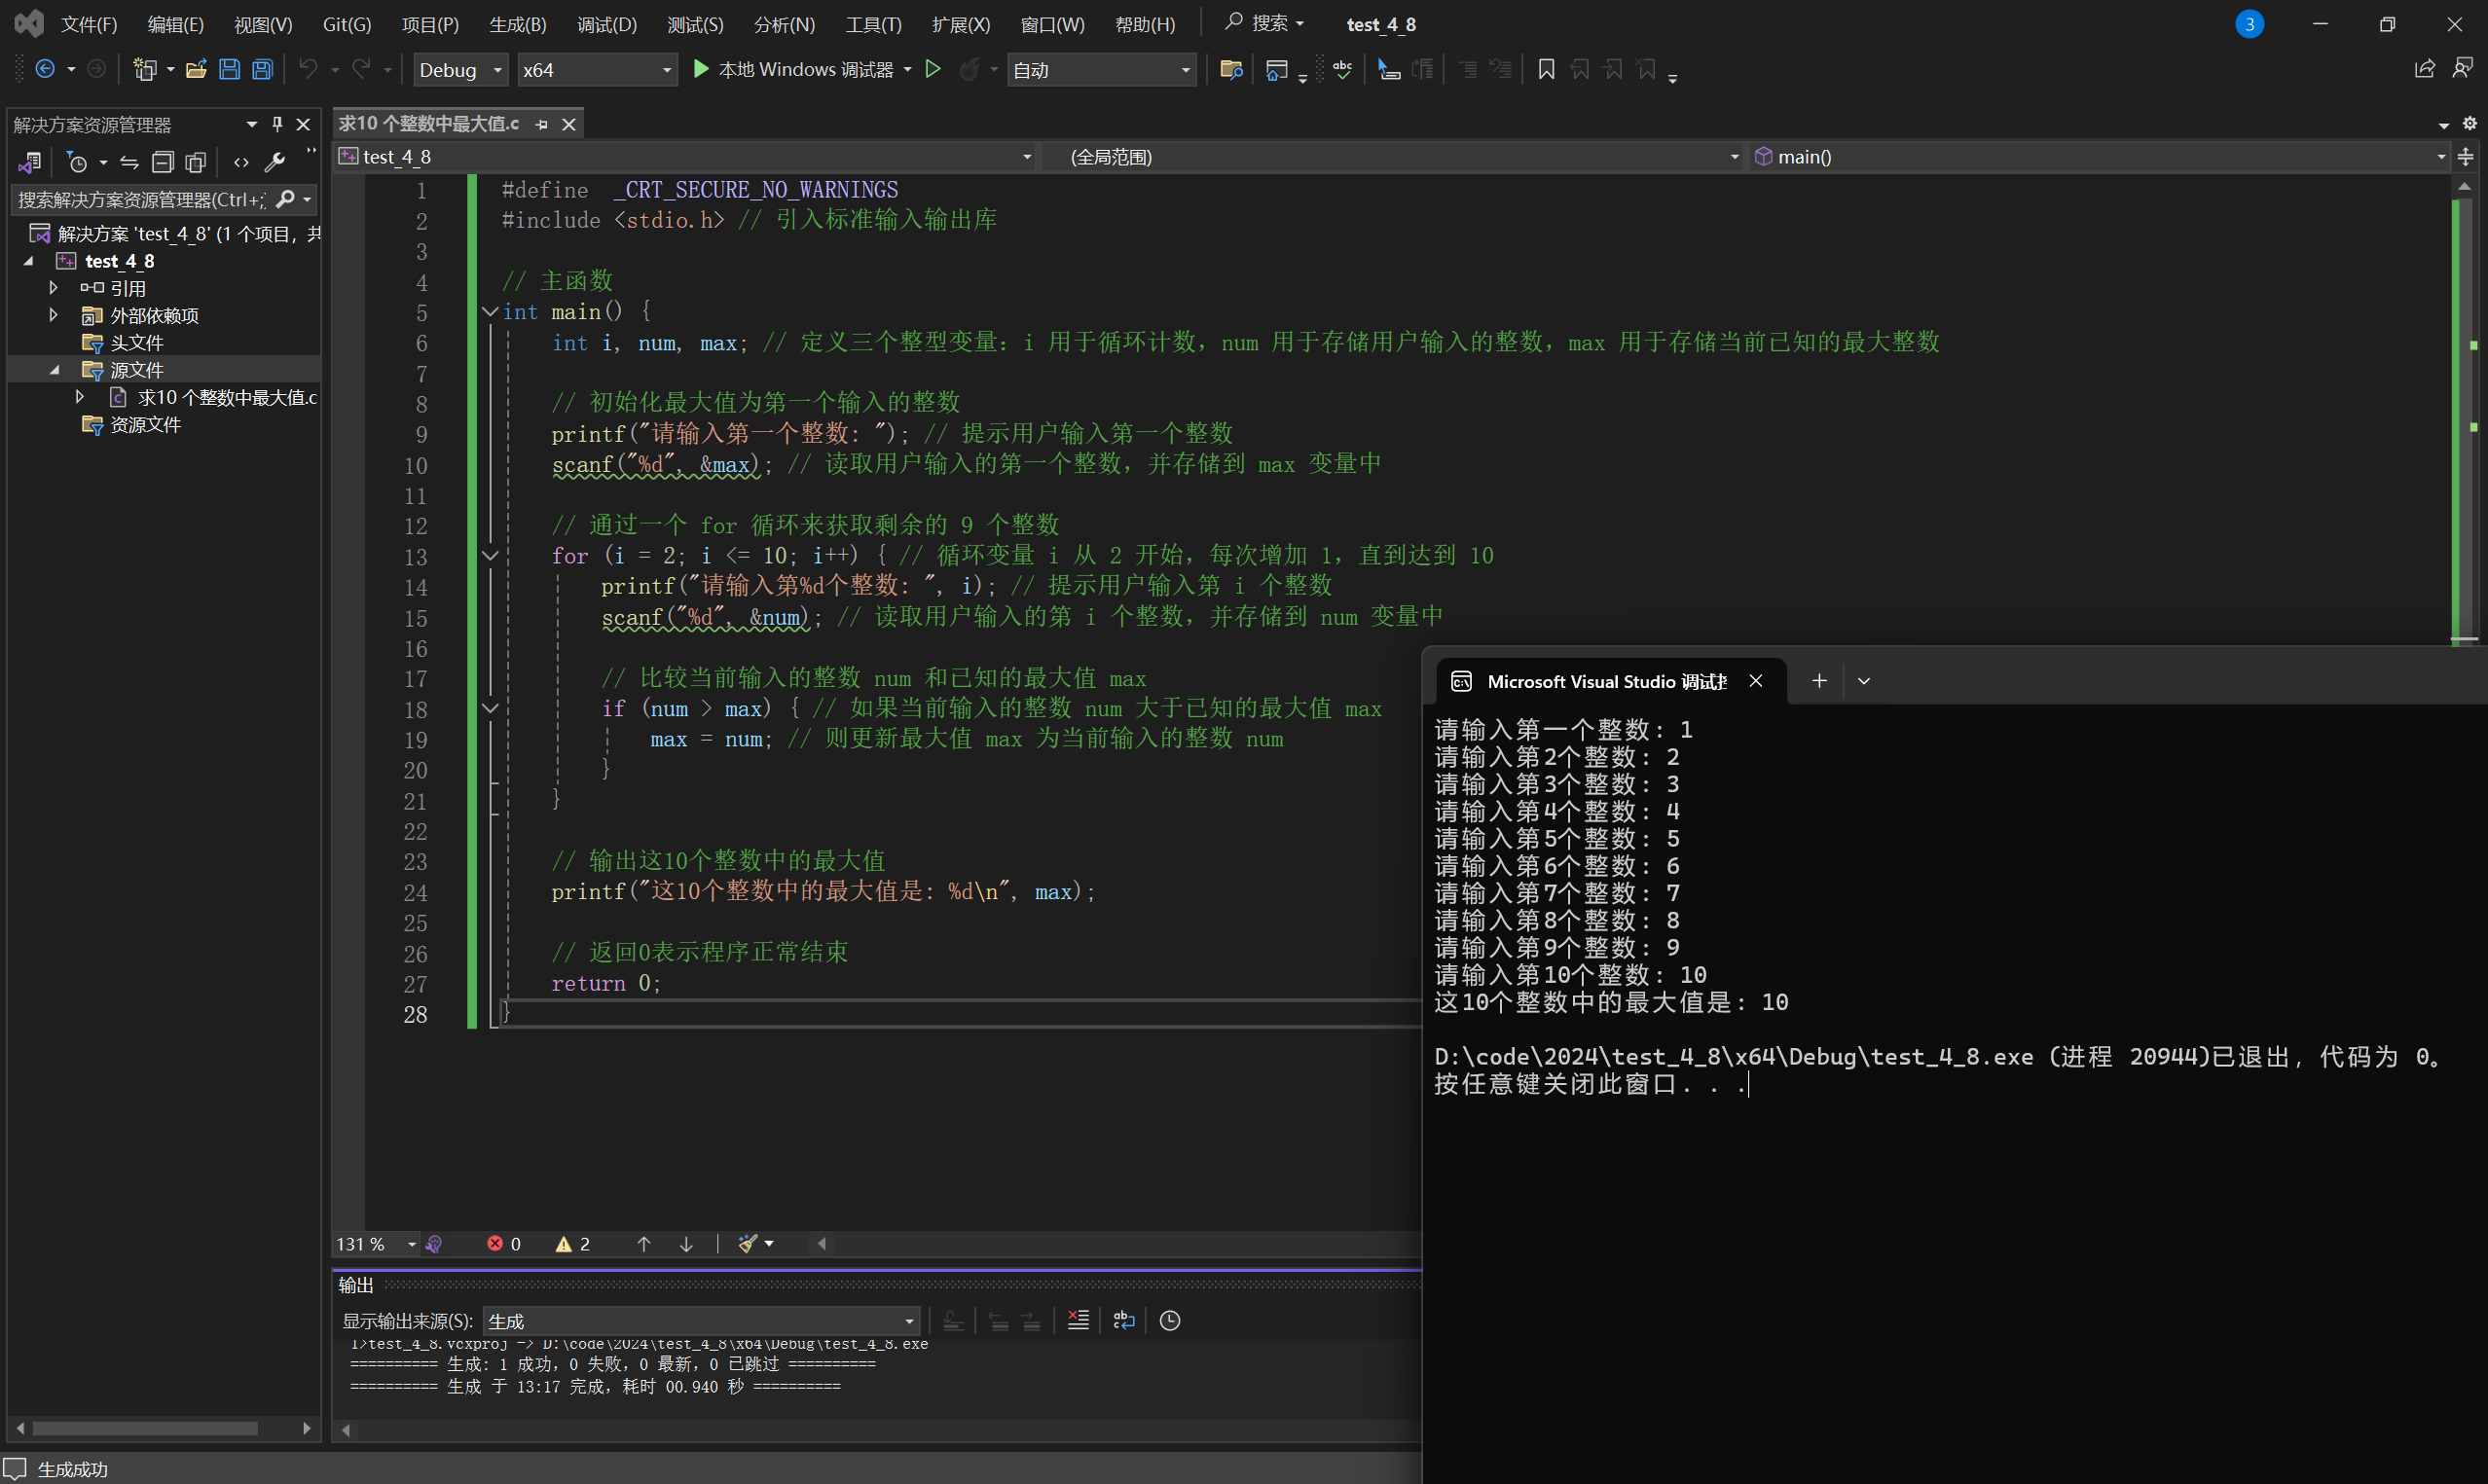 文件(F) 编辑(E) 视图(V) Git(G) 项目(P) 生成(B) 调试(D) 测试(S) 分析(N) 工具(T) 扩展(X) 窗口(W) 帮助(H) 搜索 test_4_8 3
Debug x64 本地 Windows 调试器 自动
解决方案资源管理器
搜索解决方案资源管理器(Ctrl+;
解决方案 'test_4_8' (1 个项目，共
test_4_8
引用
外部依赖项
头文件
源文件
求10 个整数中最大值.c
资源文件
求10 个整数中最大值.c
test_4_8 (全局范围) main()
1 #define  _CRT_SECURE_NO_WARNINGS
2 #include <stdio.h> // 引入标准输入输出库
3
4 // 主函数
5 int main() {
6 int i, num, max; // 定义三个整型变量：i 用于循环计数，num 用于存储用户输入的整数，max 用于存储当前已知的最大整数
7
8 // 初始化最大值为第一个输入的整数
9 printf("请输入第一个整数: "); // 提示用户输入第一个整数
10 scanf("%d", &max); // 读取用户输入的第一个整数，并存储到 max 变量中
11
12 // 通过一个 for 循环来获取剩余的 9 个整数
13 for (i = 2; i <= 10; i++) { // 循环变量 i 从 2 开始，每次增加 1，直到达到 10
14 printf("请输入第%d个整数: ", i); // 提示用户输入第 i 个整数
15 scanf("%d", &num); // 读取用户输入的第 i 个整数，并存储到 num 变量中
16
17 // 比较当前输入的整数 num 和已知的最大值 max
18 if (num > max) { // 如果当前输入的整数 num 大于已知的最大值 max
19 max = num; // 则更新最大值 max 为当前输入的整数 num
20 }
21 }
22
23 // 输出这10个整数中的最大值
24 printf("这10个整数中的最大值是: %d\n", max);
25
26 // 返回0表示程序正常结束
27 return 0;
28 }
131 % 0 2
输出
显示输出来源(S): 生成
1>test_4_8.vcxproj -> D:\code\2024\test_4_8\x64\Debug\test_4_8.exe
========== 生成: 1 成功，0 失败，0 最新，0 已跳过 ==========
========== 生成 于 13:17 完成，耗时 00.940 秒 ==========
生成成功
Microsoft Visual Studio 调试控
请输入第一个整数: 1
请输入第2个整数: 2
请输入第3个整数: 3
请输入第4个整数: 4
请输入第5个整数: 5
请输入第6个整数: 6
请输入第7个整数: 7
请输入第8个整数: 8
请输入第9个整数: 9
请输入第10个整数: 10
这10个整数中的最大值是: 10
D:\code\2024\test_4_8\x64\Debug\test_4_8.exe (进程 20944)已退出，代码为 0。
按任意键关闭此窗口. . .